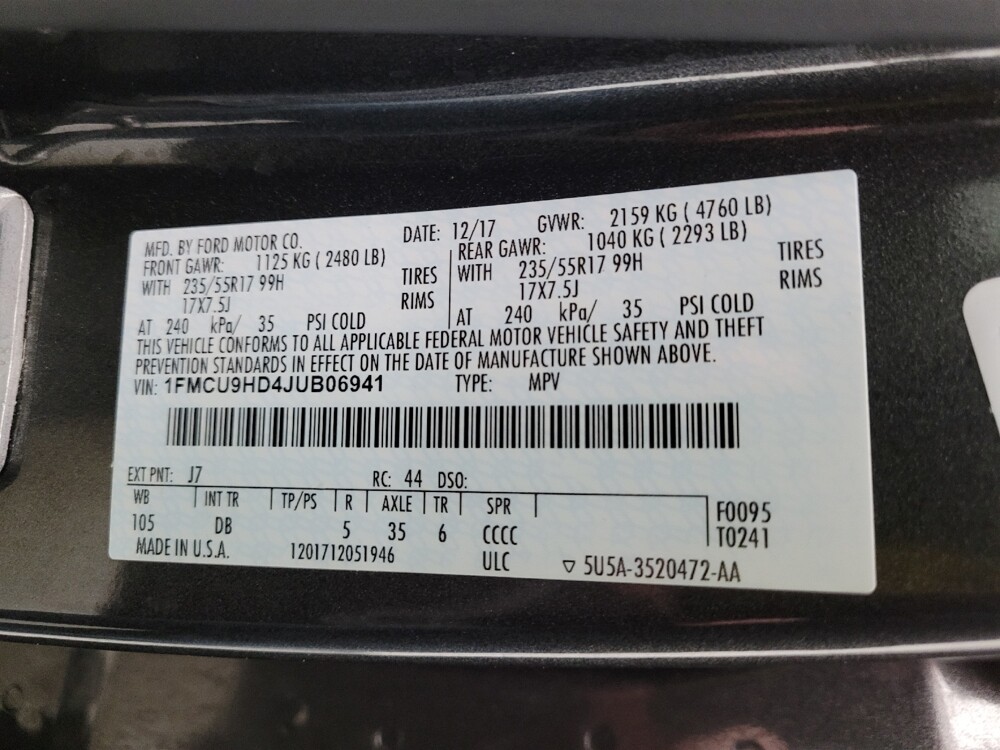 MFD. BY FORD MOTOR CO. DATE: 12/17 GVWR: 2159 KG ( 4760 LB)
FRONT GAWR: 1125 KG ( 2480 LB) REAR GAWR: 1040 KG ( 2293 LB)
WITH 235/55R17 99H TIRES WITH 235/55R17 99H TIRES
17X7.5J RIMS 17X7.5J RIMS
AT 240 kPa/ 35 PSI COLD AT 240 kPa/ 35 PSI COLD
THIS VEHICLE CONFORMS TO ALL APPLICABLE FEDERAL MOTOR VEHICLE SAFETY AND THEFT
PREVENTION STANDARDS IN EFFECT ON THE DATE OF MANUFACTURE SHOWN ABOVE.
VIN: 1FMCU9HD4JUB06941 TYPE: MPV
EXT PNT: J7 RC: 44 DSO:
WB INT TR TP/PS R AXLE TR SPR F0095
105 DB 5 35 6 CCCC T0241
MADE IN U.S.A. 1201712051946 ULC ▽ 5U5A-3520472-AA